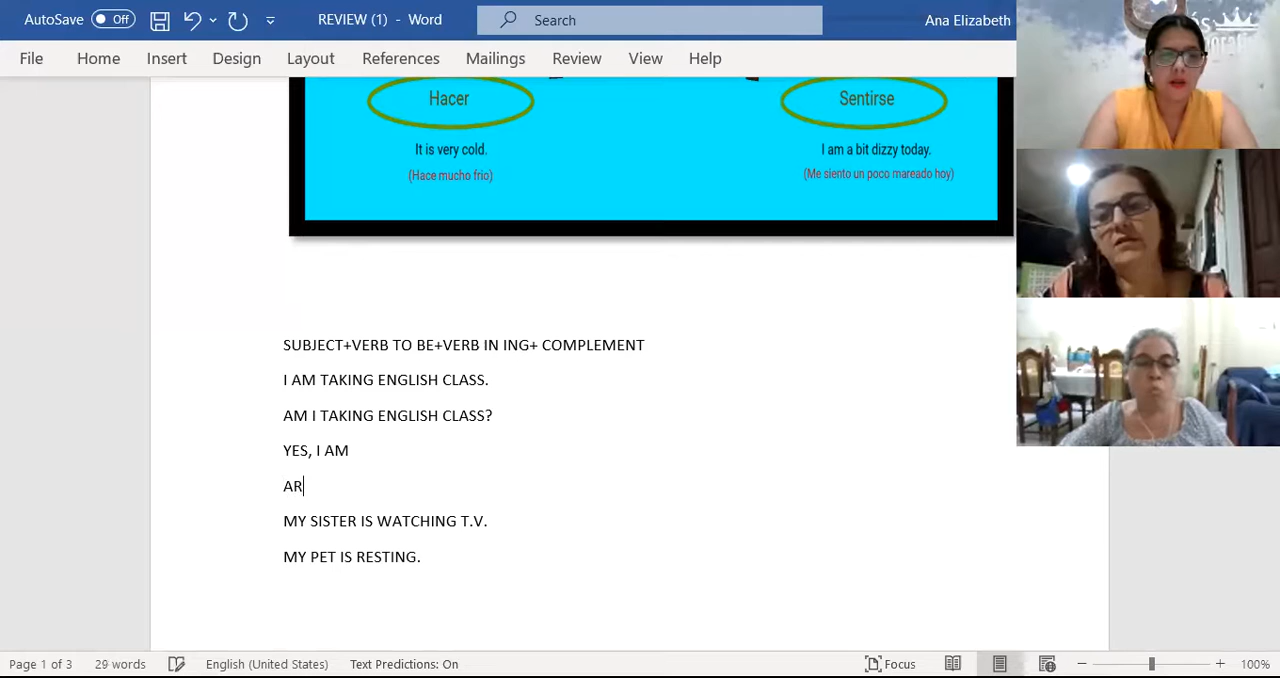 AutoSave Off REVIEW (1) - Word Search Ana Elizabeth
File Home Insert Design Layout References Mailings Review View Help
Hacer Sentirse
It is very cold. I am a bit dizzy today.
(Hace mucho frio) (Me siento un poco mareado hoy)
SUBJECT+VERB TO BE+VERB IN ING+ COMPLEMENT
I AM TAKING ENGLISH CLASS.
AM I TAKING ENGLISH CLASS?
YES, I AM
AR
MY SISTER IS WATCHING T.V.
MY PET IS RESTING.
Page 1 of 3 29 words English (United States) Text Predictions: On Focus 100%